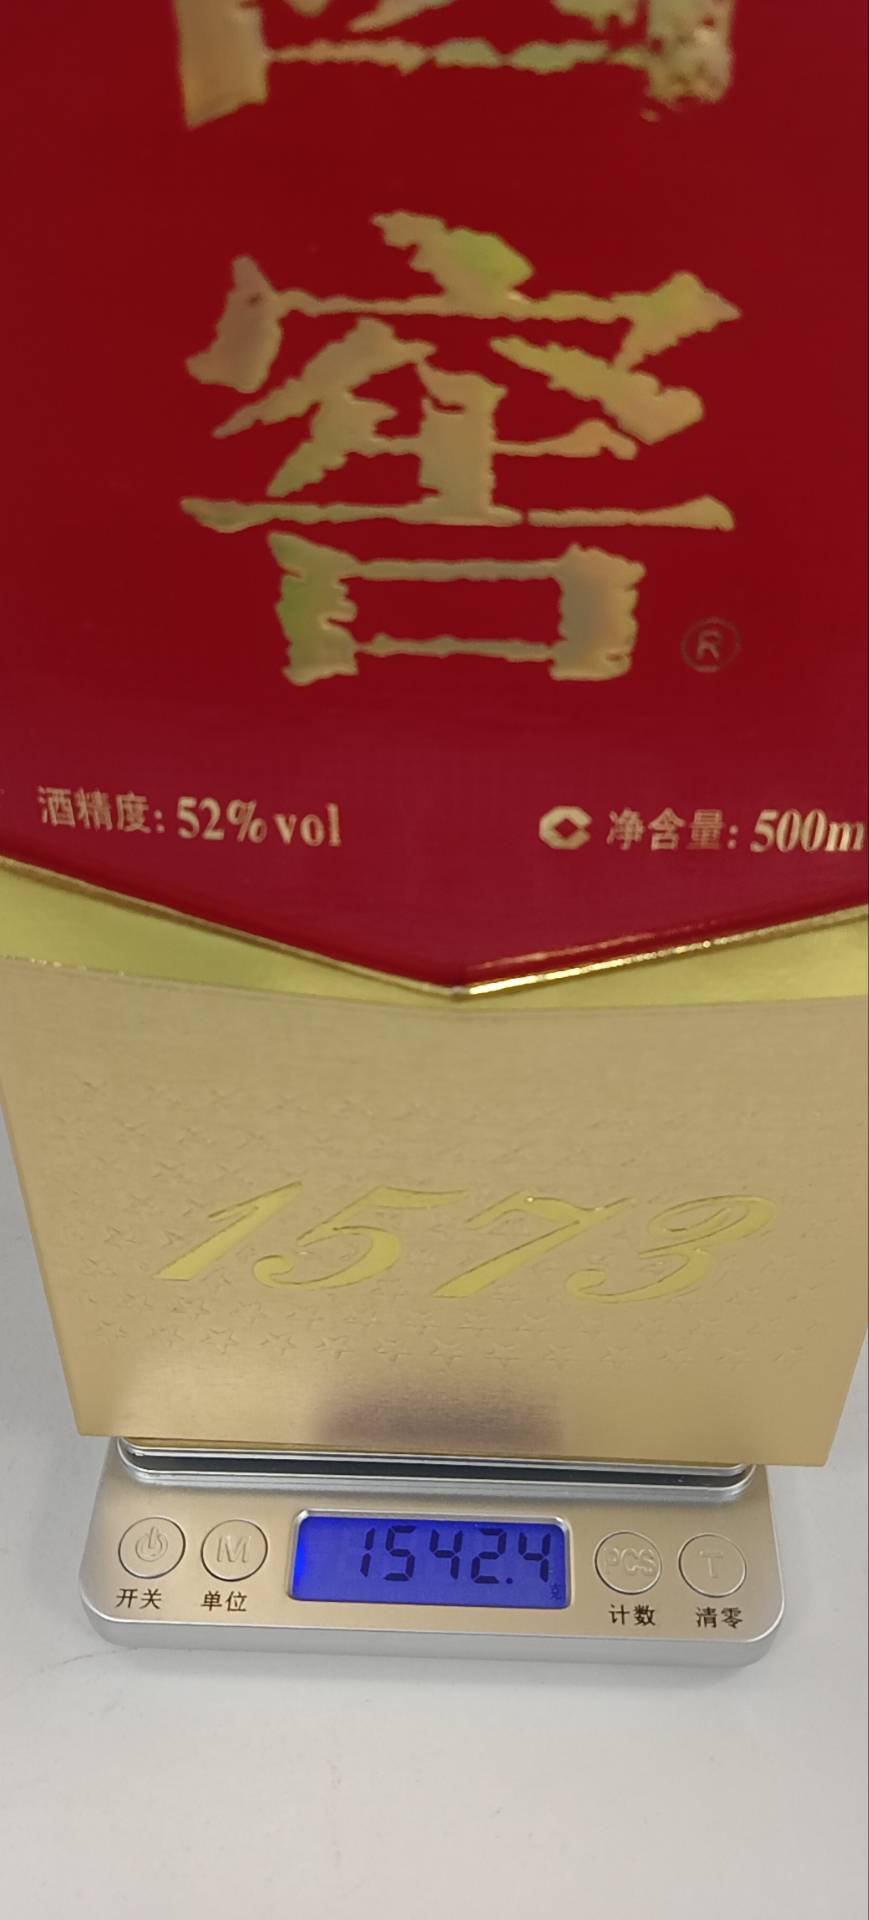 窖
®
酒精度: 52% vol
净含量: 500m
1573
1542.4
克
M
PCS
T
开关
单位
计数
清零